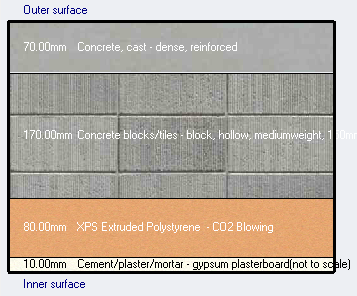 Outer surface
70.00mm Concrete, cast - dense, reinforced
170.00mm Concrete blocks/tiles - block, hollow, mediumweight, 150mm
80.00mm XPS Extruded Polystyrene - CO2 Blowing
10.00mm Cement/plaster/mortar - gypsum plasterboard(not to scale)
Inner surface